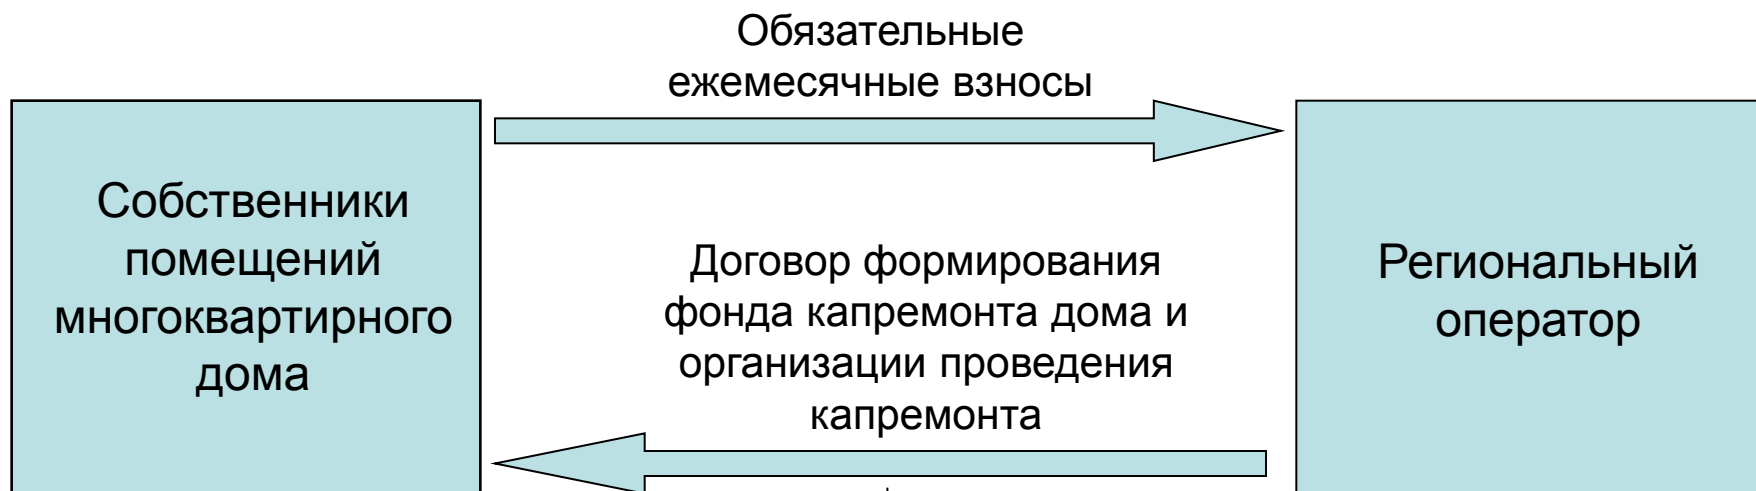 Обязательные
ежемесячные взносы
Собственники
помещений
многоквартирного
дома
Договор формирования
фонда капремонта дома и
организации проведения
капремонта
Региональный
оператор